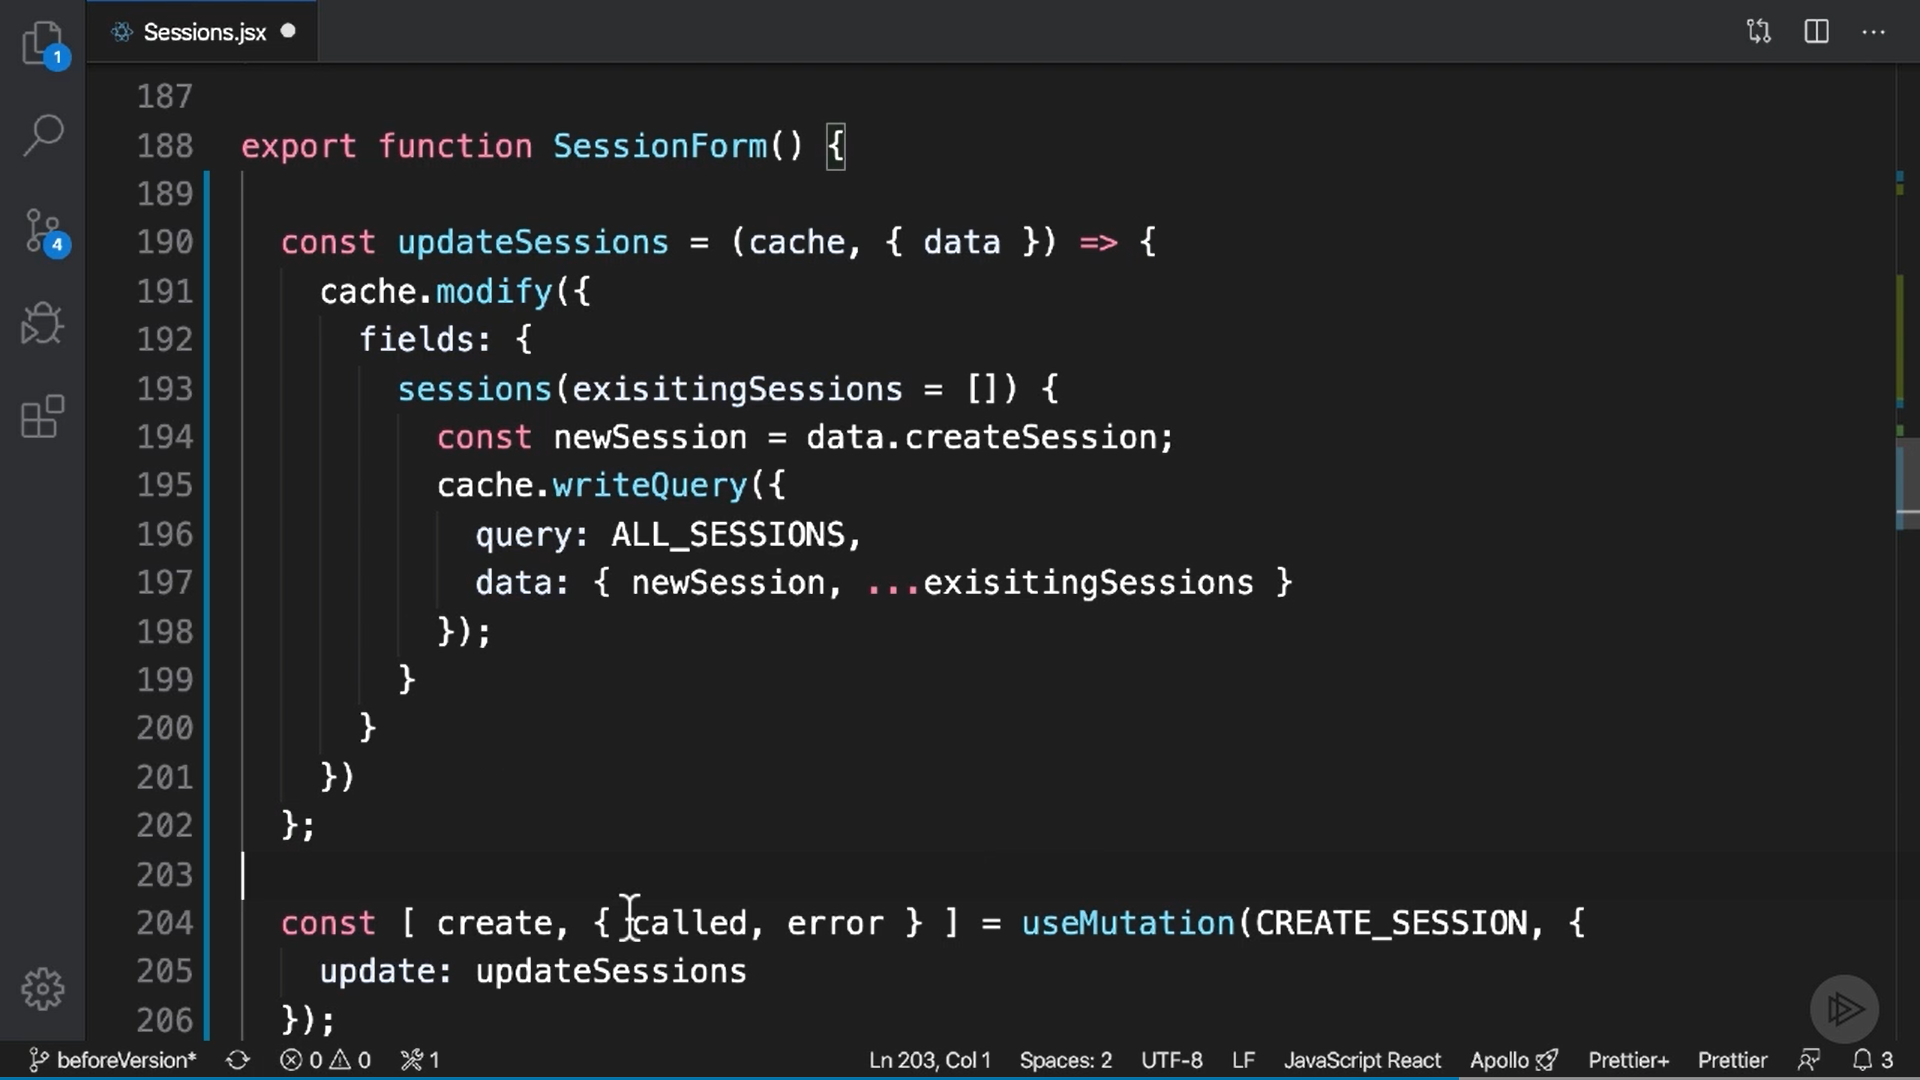 1
Sessions.jsx
187
188 export function SessionForm() {
189
190 const updateSessions = (cache, { data }) => {
191 cache.modify({
192 fields: {
193 sessions(exisitingSessions = []) {
194 const newSession = data.createSession;
195 cache.writeQuery({
196 query: ALL_SESSIONS,
197 data: { newSession, ...exisitingSessions }
198 });
199 }
200 }
201 })
202 };
203
204 const [ create, { called, error } ] = useMutation(CREATE_SESSION, {
205 update: updateSessions
206 });
4
beforeVersion* 0 0 1 Ln 203, Col 1 Spaces: 2 UTF-8 LF JavaScript React Apollo Prettier+ Prettier 3